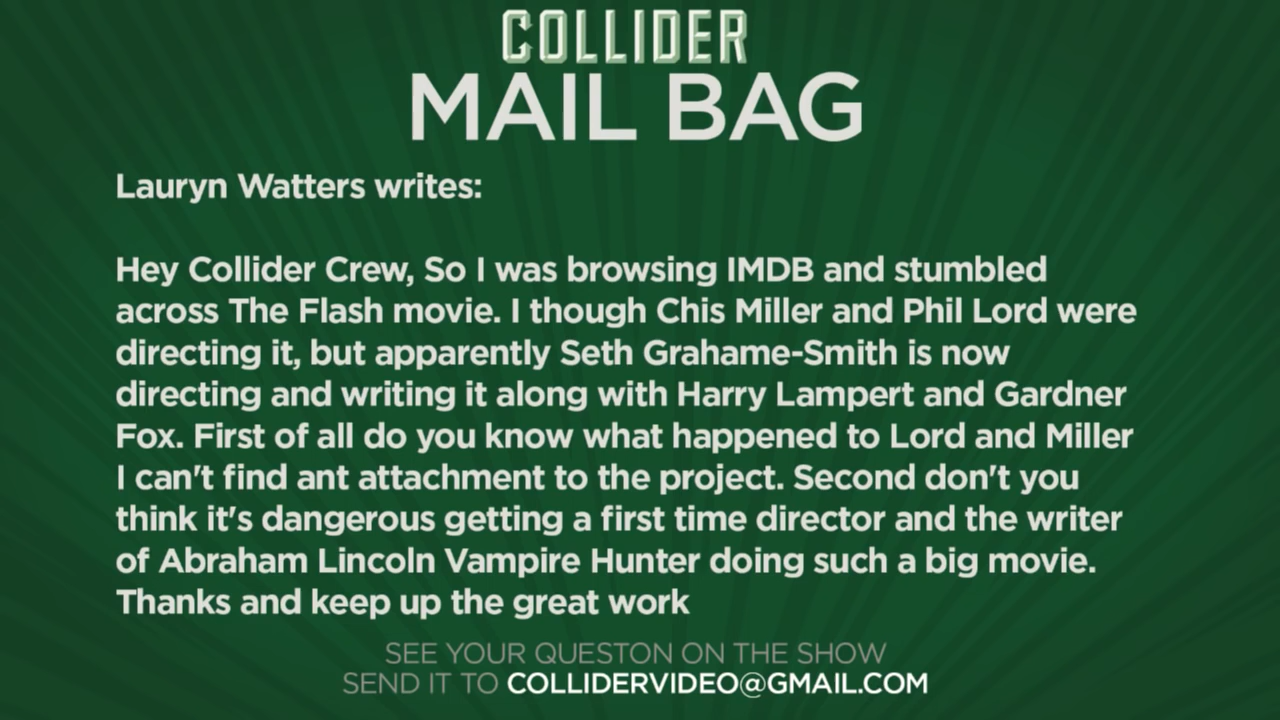 COLLIDER
MAIL BAG
Lauryn Watters writes:
Hey Collider Crew, So I was browsing IMDB and stumbled
across The Flash movie. I though Chis Miller and Phil Lord were
directing it, but apparently Seth Grahame-Smith is now
directing and writing it along with Harry Lampert and Gardner
Fox. First of all do you know what happened to Lord and Miller
I can't find ant attachment to the project. Second don't you
think it's dangerous getting a first time director and the writer
of Abraham Lincoln Vampire Hunter doing such a big movie.
Thanks and keep up the great work
SEE YOUR QUESTON ON THE SHOW
SEND IT TO COLLIDERVIDEO@GMAIL.COM